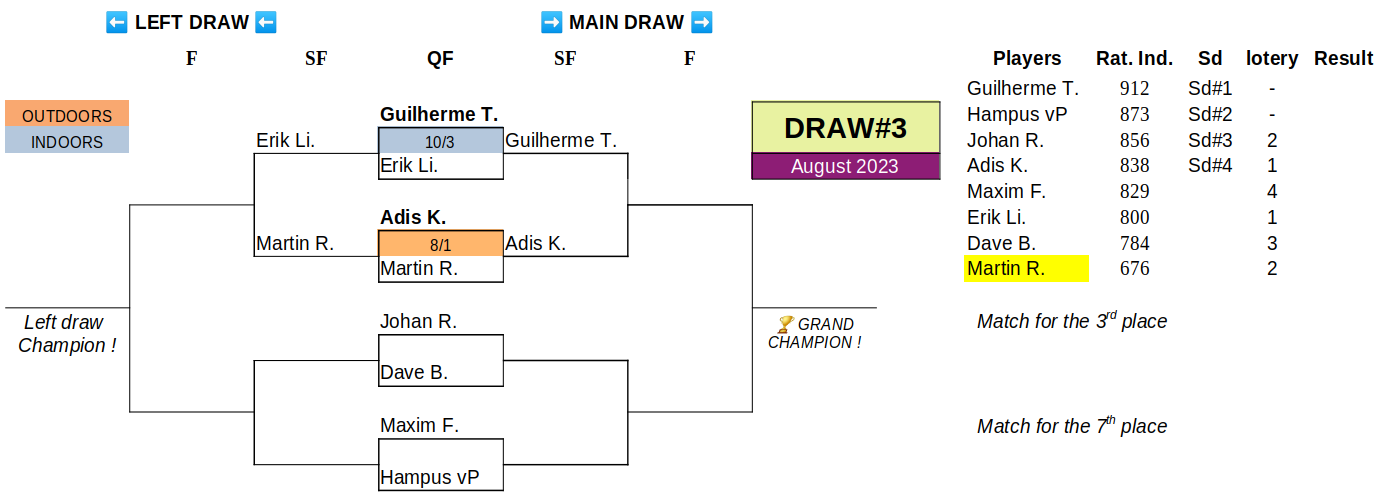 ⬅ LEFT DRAW ⬅ ➡ MAIN DRAW ➡
F SF QF SF F
Players Rat. Ind. Sd lotery Result
Guilherme T. 912 Sd#1 -
OUTDOORS
Guilherme T.
Hampus vP 873 Sd#2 -
INDOORS
Erik Li. 10/3 Guilherme T.
DRAW#3
Johan R. 856 Sd#3 2
Erik Li.
August 2023
Adis K. 838 Sd#4 1
Maxim F. 829 4
Adis K.
Erik Li. 800 1
Martin R. 8/1 Adis K.
Dave B. 784 3
Martin R.
Martin R. 676 2
Left draw
Champion !
Johan R.
🏆 GRAND
CHAMPION !
Match for the 3rd place
Dave B.
Maxim F.
Match for the 7th place
Hampus vP